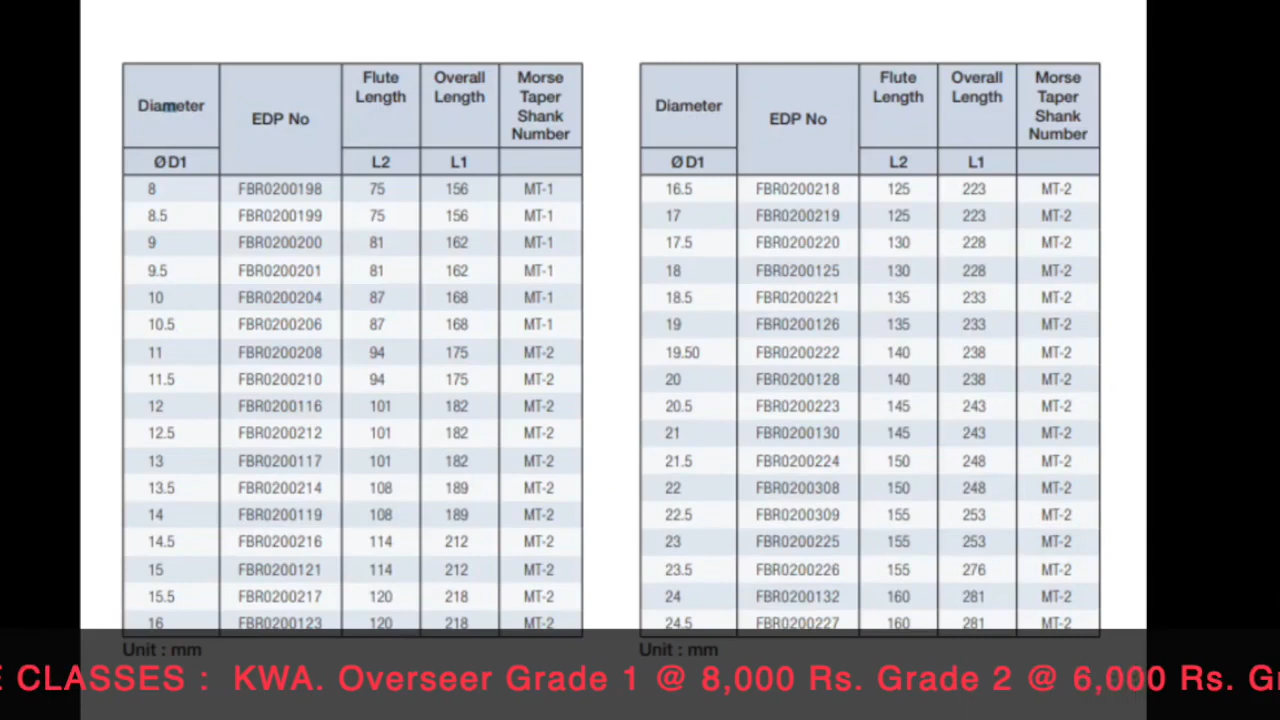 Diameter EDP No Flute Length Overall Length Morse Taper Shank Number
Ø D1 L2 L1
8 FBR0200198 75 156 MT-1
8.5 FBR0200199 75 156 MT-1
9 FBR0200200 81 162 MT-1
9.5 FBR0200201 81 162 MT-1
10 FBR0200204 87 168 MT-1
10.5 FBR0200206 87 168 MT-1
11 FBR0200208 94 175 MT-2
11.5 FBR0200210 94 175 MT-2
12 FBR0200116 101 182 MT-2
12.5 FBR0200212 101 182 MT-2
13 FBR0200117 101 182 MT-2
13.5 FBR0200214 108 189 MT-2
14 FBR0200119 108 189 MT-2
14.5 FBR0200216 114 212 MT-2
15 FBR0200121 114 212 MT-2
15.5 FBR0200217 120 218 MT-2
16 FBR0200123 120 218 MT-2
Unit : mm
Diameter EDP No Flute Length Overall Length Morse Taper Shank Number
Ø D1 L2 L1
16.5 FBR0200218 125 223 MT-2
17 FBR0200219 125 223 MT-2
17.5 FBR0200220 130 228 MT-2
18 FBR0200125 130 228 MT-2
18.5 FBR0200221 135 233 MT-2
19 FBR0200126 135 233 MT-2
19.50 FBR0200222 140 238 MT-2
20 FBR0200128 140 238 MT-2
20.5 FBR0200223 145 243 MT-2
21 FBR0200130 145 243 MT-2
21.5 FBR0200224 150 248 MT-2
22 FBR0200308 150 248 MT-2
22.5 FBR0200309 155 253 MT-2
23 FBR0200225 155 253 MT-2
23.5 FBR0200226 155 276 MT-2
24 FBR0200132 160 281 MT-2
24.5 FBR0200227 160 281 MT-2
Unit : mm
E CLASSES : KWA. Overseer Grade 1 @ 8,000 Rs. Grade 2 @ 6,000 Rs. G